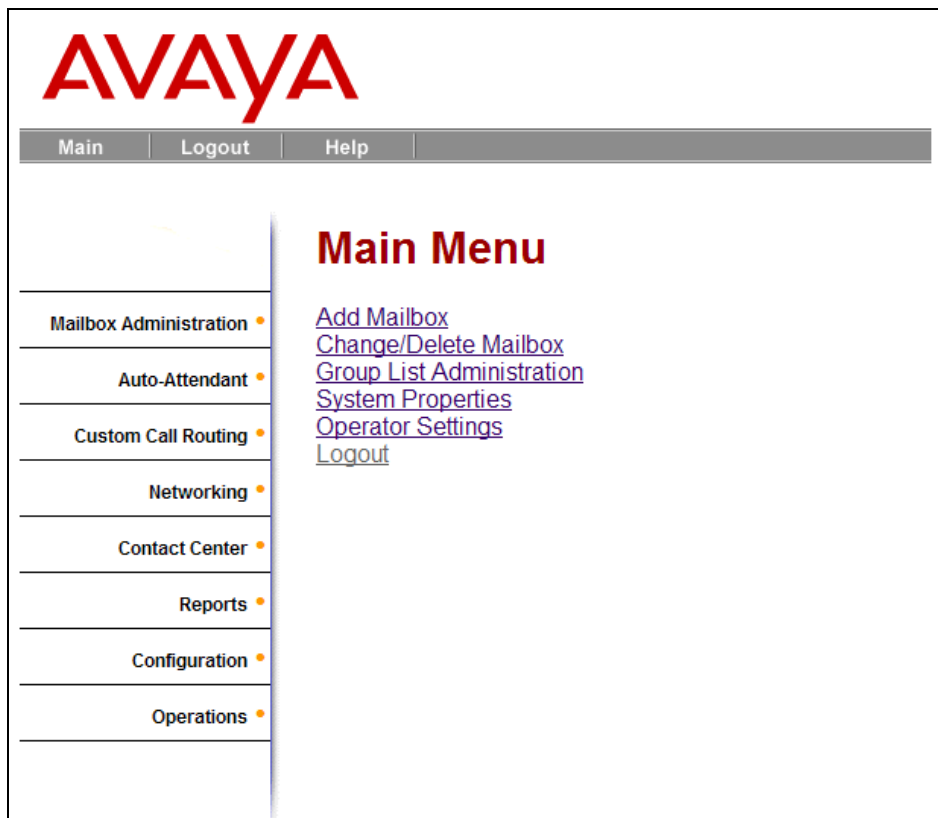 AVAYA
Main Logout Help
Main Menu
Mailbox Administration
Auto-Attendant
Custom Call Routing
Networking
Contact Center
Reports
Configuration
Operations
Add Mailbox
Change/Delete Mailbox
Group List Administration
System Properties
Operator Settings
Logout